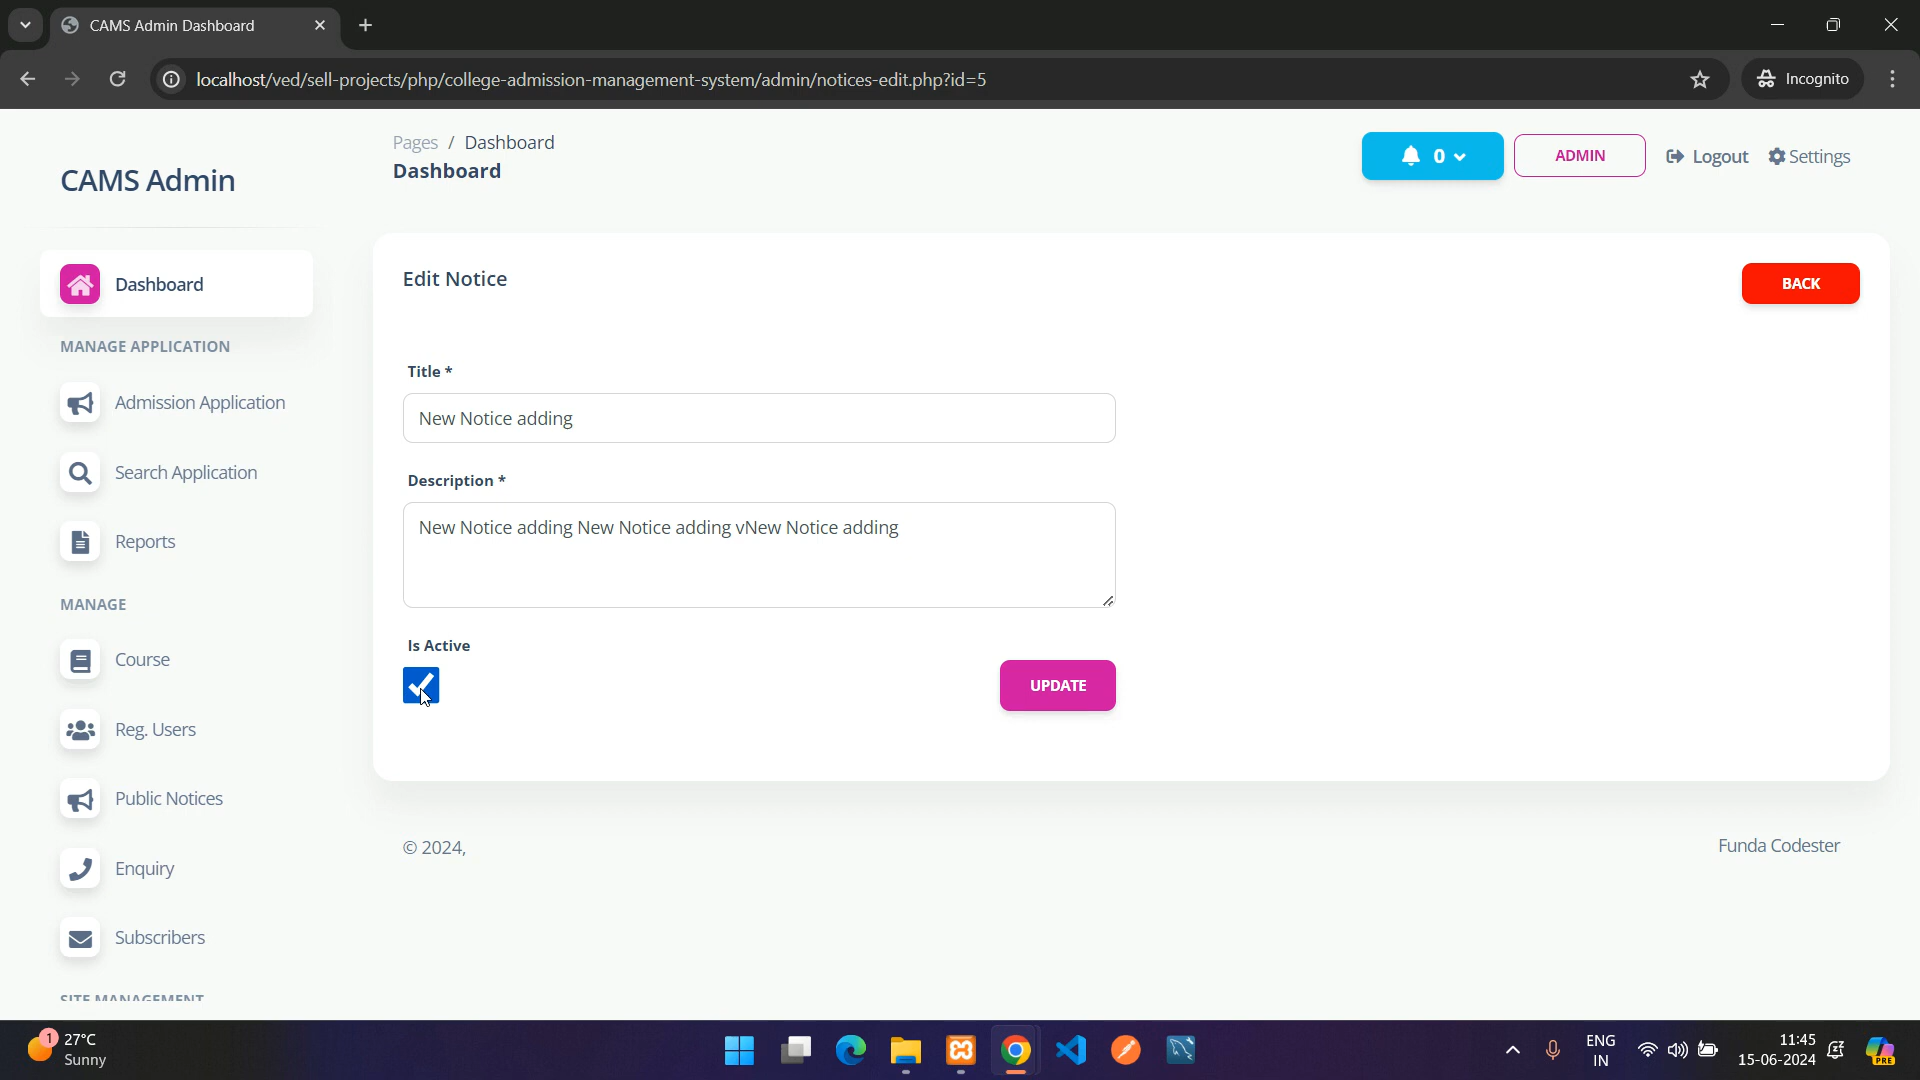 CAMS Admin Dashboard
localhost/ved/sell-projects/php/college-admission-management-system/admin/notices-edit.php?id=5
Incognito
CAMS Admin
Pages / Dashboard
Dashboard
0
ADMIN
Logout
Settings
Dashboard
MANAGE APPLICATION
Admission Application
Search Application
Reports
MANAGE
Course
Reg. Users
Public Notices
Enquiry
Subscribers
SITE MANAGEMENT
Edit Notice
BACK
Title *
New Notice adding
Description *
New Notice adding New Notice adding vNew Notice adding
Is Active
UPDATE
© 2024,
Funda Codester
1
27°C
Sunny
ENG
IN
11:45
15-06-2024
PRE